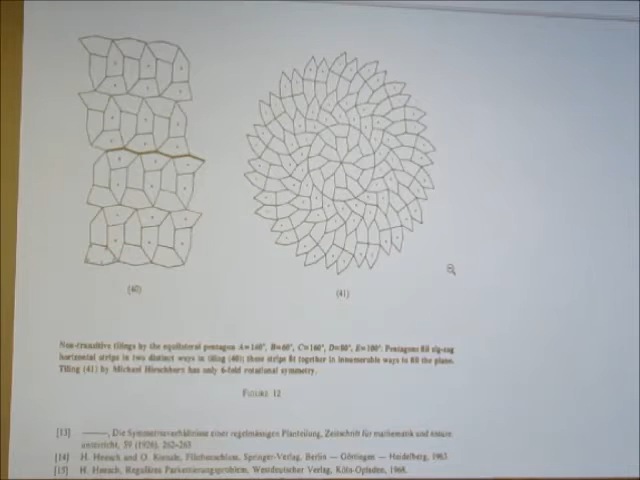 (40)
(41)
Non-transitive tilings by the equilateral pentagon A=160°, B=60°, C=160°, D=80°, E=100°. Pentagons fill zig-zag
horizontal strips in two distinct ways in tiling (40); these strips fit together in innumerable ways to fill the plane.
Tiling (41) by Michael Hirschhorn has only 6-fold rotational symmetry.
FIGURE 12
[13] ———, Die Symmetrieverhältnisse einer regelmässigen Planteilung, Zeitschrift für mathematik und
unterricht, 59 (1926), 262–263
[14] H. Heesch and O. Kienzle, Flächenschluss, Springer-Verlag, Berlin — Göttingen — Heidelberg, 1963
[15] H. Heesch, Reguläres Parkettierungsproblem, Westdeutscher Verlag, Köln-Opladen, 1968.